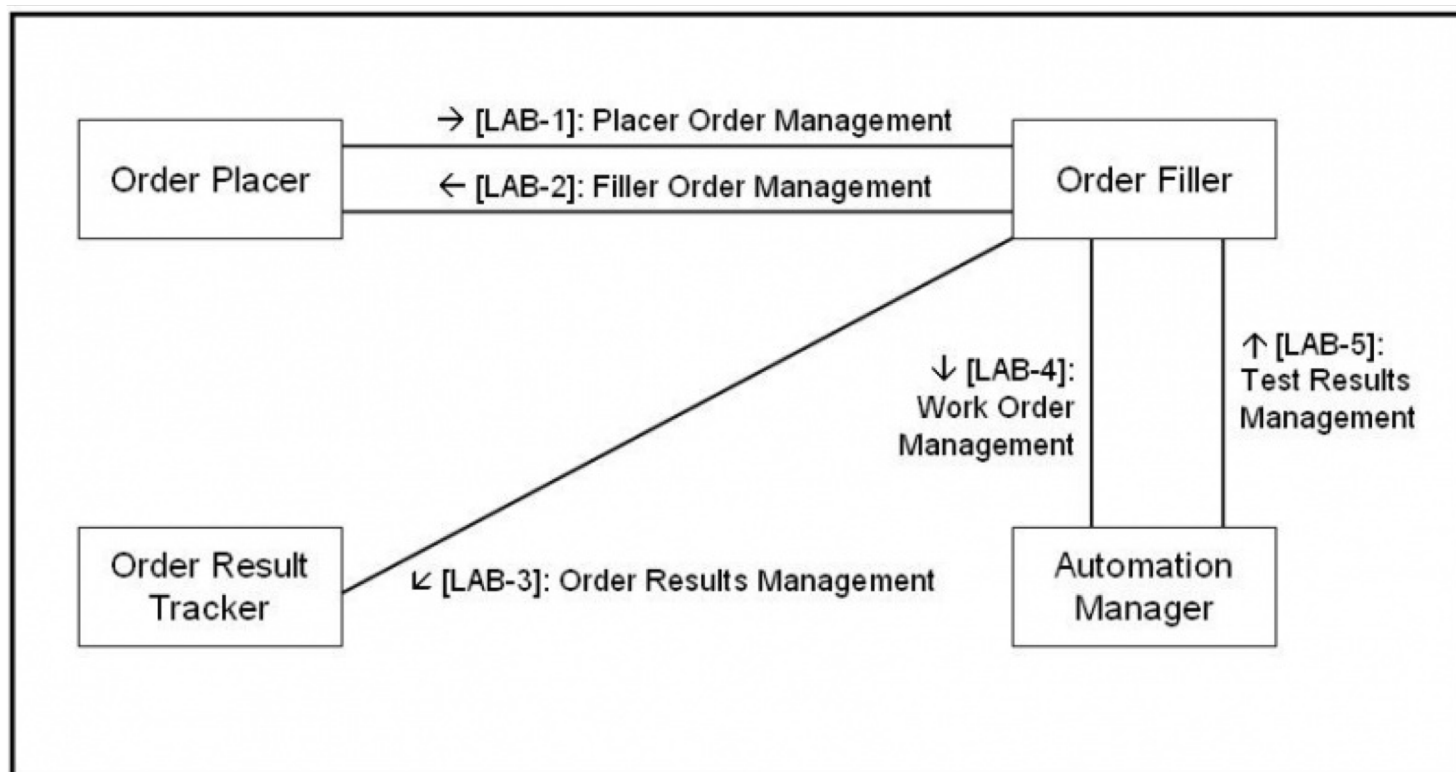 → [LAB-1]: Placer Order Management
Order Placer
Order Filler
← [LAB-2]: Filler Order Management
↓ [LAB-4]:
Work Order
Management
↑ [LAB-5]:
Test Results
Management
Order Result
Tracker
↙ [LAB-3]: Order Results Management
Automation
Manager